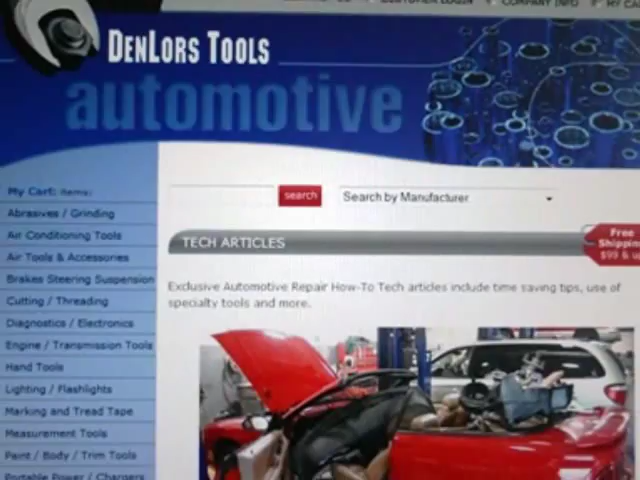 CUSTOMER LOGIN COMPANY INFO MY CA
DENLORS TOOLS
automotive
My Cart: items:
search Search by Manufacturer
Abrasives / Grinding
Air Conditioning Tools
Air Tools & Accessories
Brakes Steering Suspension
Cutting / Threading
Diagnostics / Electronics
Engine / Transmission Tools
Hand Tools
Lighting / Flashlights
Marking and Tread Tape
Measurement Tools
Paint / Body / Trim Tools
Portable Power / Chargers
TECH ARTICLES
Free
Shippin
$99 & u
Exclusive Automotive Repair How-To Tech articles include time saving tips, use of
specialty tools and more.